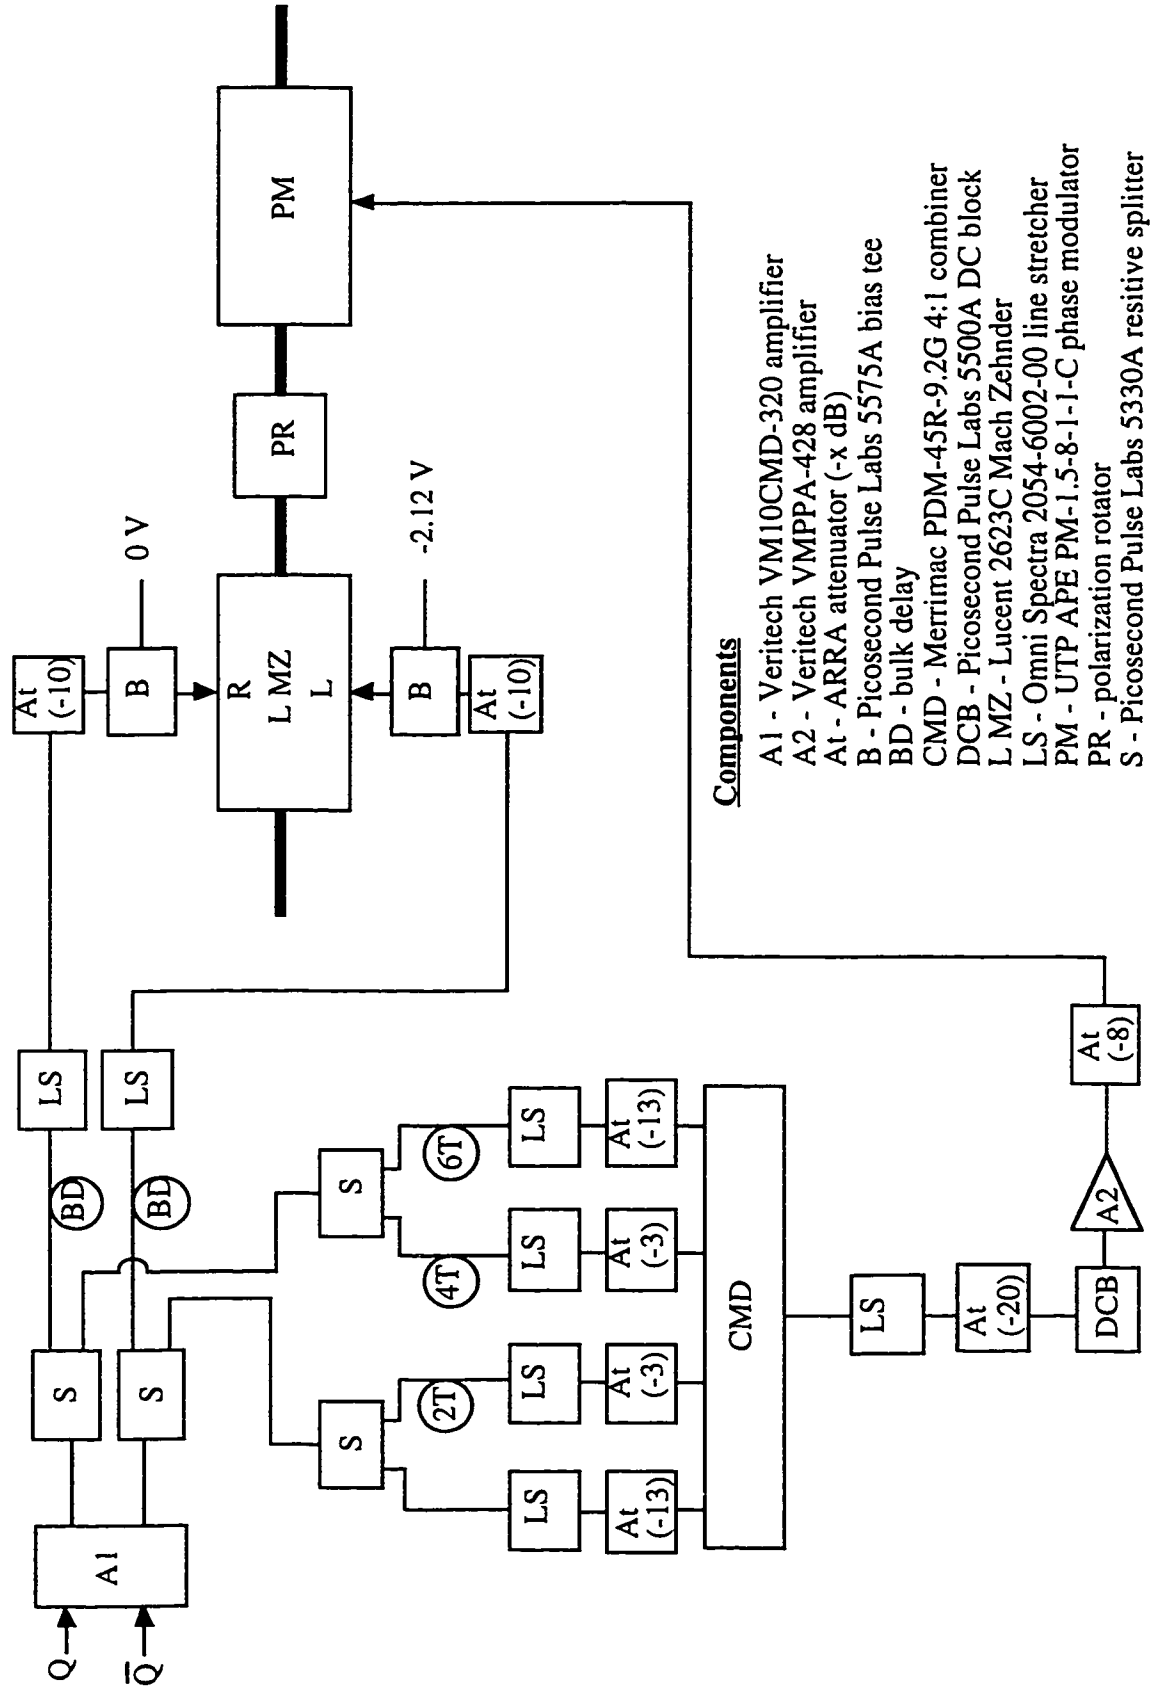 Q
Q̅
A1
S
S
BD
BD
LS
LS
At
(-10)
B
0 V
R
L MZ
L
B
-2.12 V
At
(-10)
PR
PM
S
S
2T
4T
6T
LS
LS
LS
LS
At
(-13)
At
(-3)
At
(-3)
At
(-13)
CMD
LS
At
(-20)
DCB
A2
At
(-8)
Components
A1 - Veritech VM10CMD-320 amplifier
A2 - Veritech VMPPA-428 amplifier
At - ARRA attenuator (-x dB)
B - Picosecond Pulse Labs 5575A bias tee
BD - bulk delay
CMD - Merrimac PDM-45R-9.2G 4:1 combiner
DCB - Picosecond Pulse Labs 5500A DC block
L MZ - Lucent 2623C Mach Zehnder
LS - Omni Spectra 2054-6002-00 line stretcher
PM - UTP APE PM-1.5-8-1-1-C phase modulator
PR - polarization rotator
S - Picosecond Pulse Labs 5330A resitive splitter